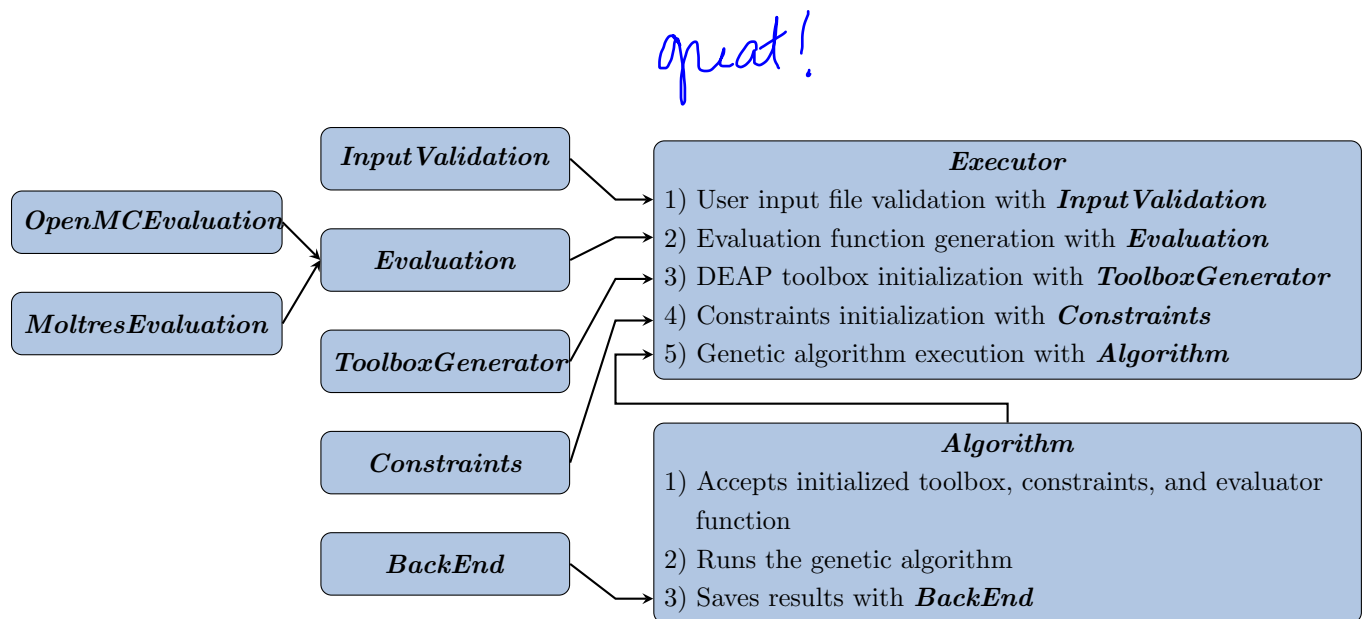 great!
InputValidation
OpenMCEvaluation
Evaluation
MoltresEvaluation
ToolboxGenerator
Constraints
BackEnd
Executor
1) User input file validation with InputValidation
2) Evaluation function generation with Evaluation
3) DEAP toolbox initialization with ToolboxGenerator
4) Constraints initialization with Constraints
5) Genetic algorithm execution with Algorithm
Algorithm
1) Accepts initialized toolbox, constraints, and evaluator
function
2) Runs the genetic algorithm
3) Saves results with BackEnd